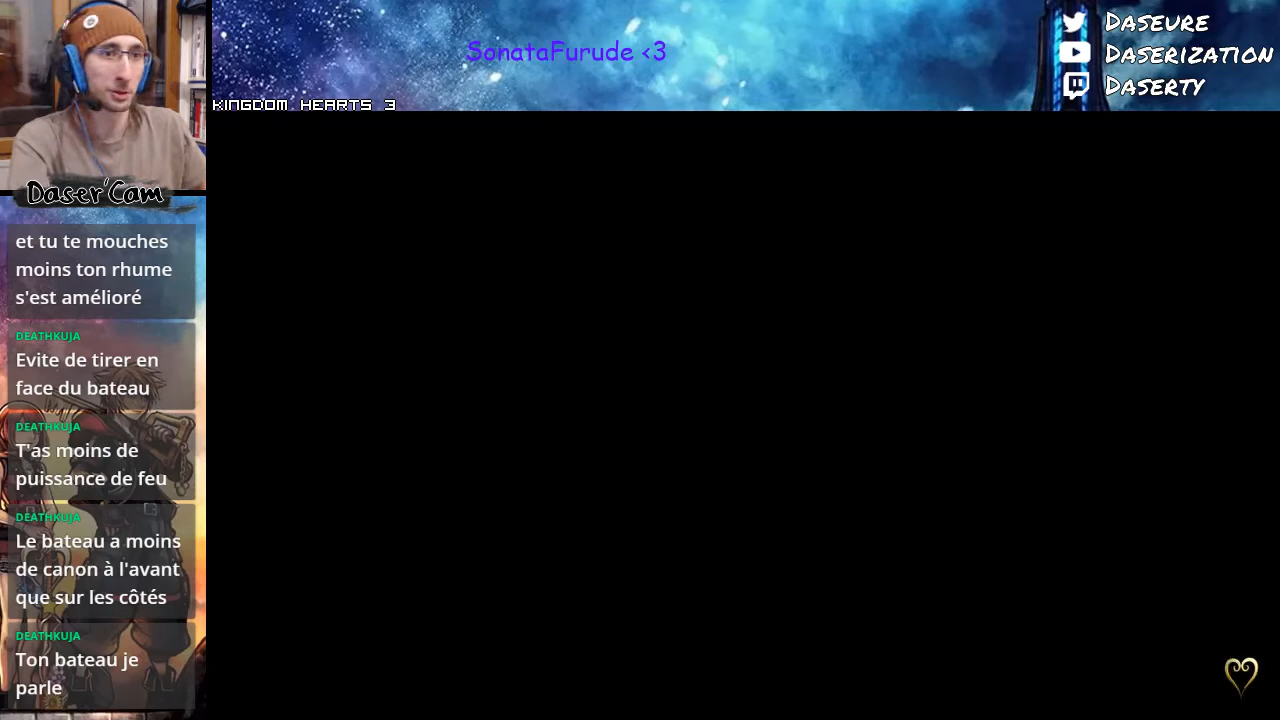 SonataFurude <3
KINGDOM HEARTS 3
DASEURE
DASERIZATION
DASERTY
Daser'Cam
et tu te mouches
moins ton rhume
s'est amélioré
DEATHKUJA
Evite de tirer en
face du bateau
DEATHKUJA
T'as moins de
puissance de feu
DEATHKUJA
Le bateau a moins
de canon à l'avant
que sur les côtés
DEATHKUJA
Ton bateau je
parle